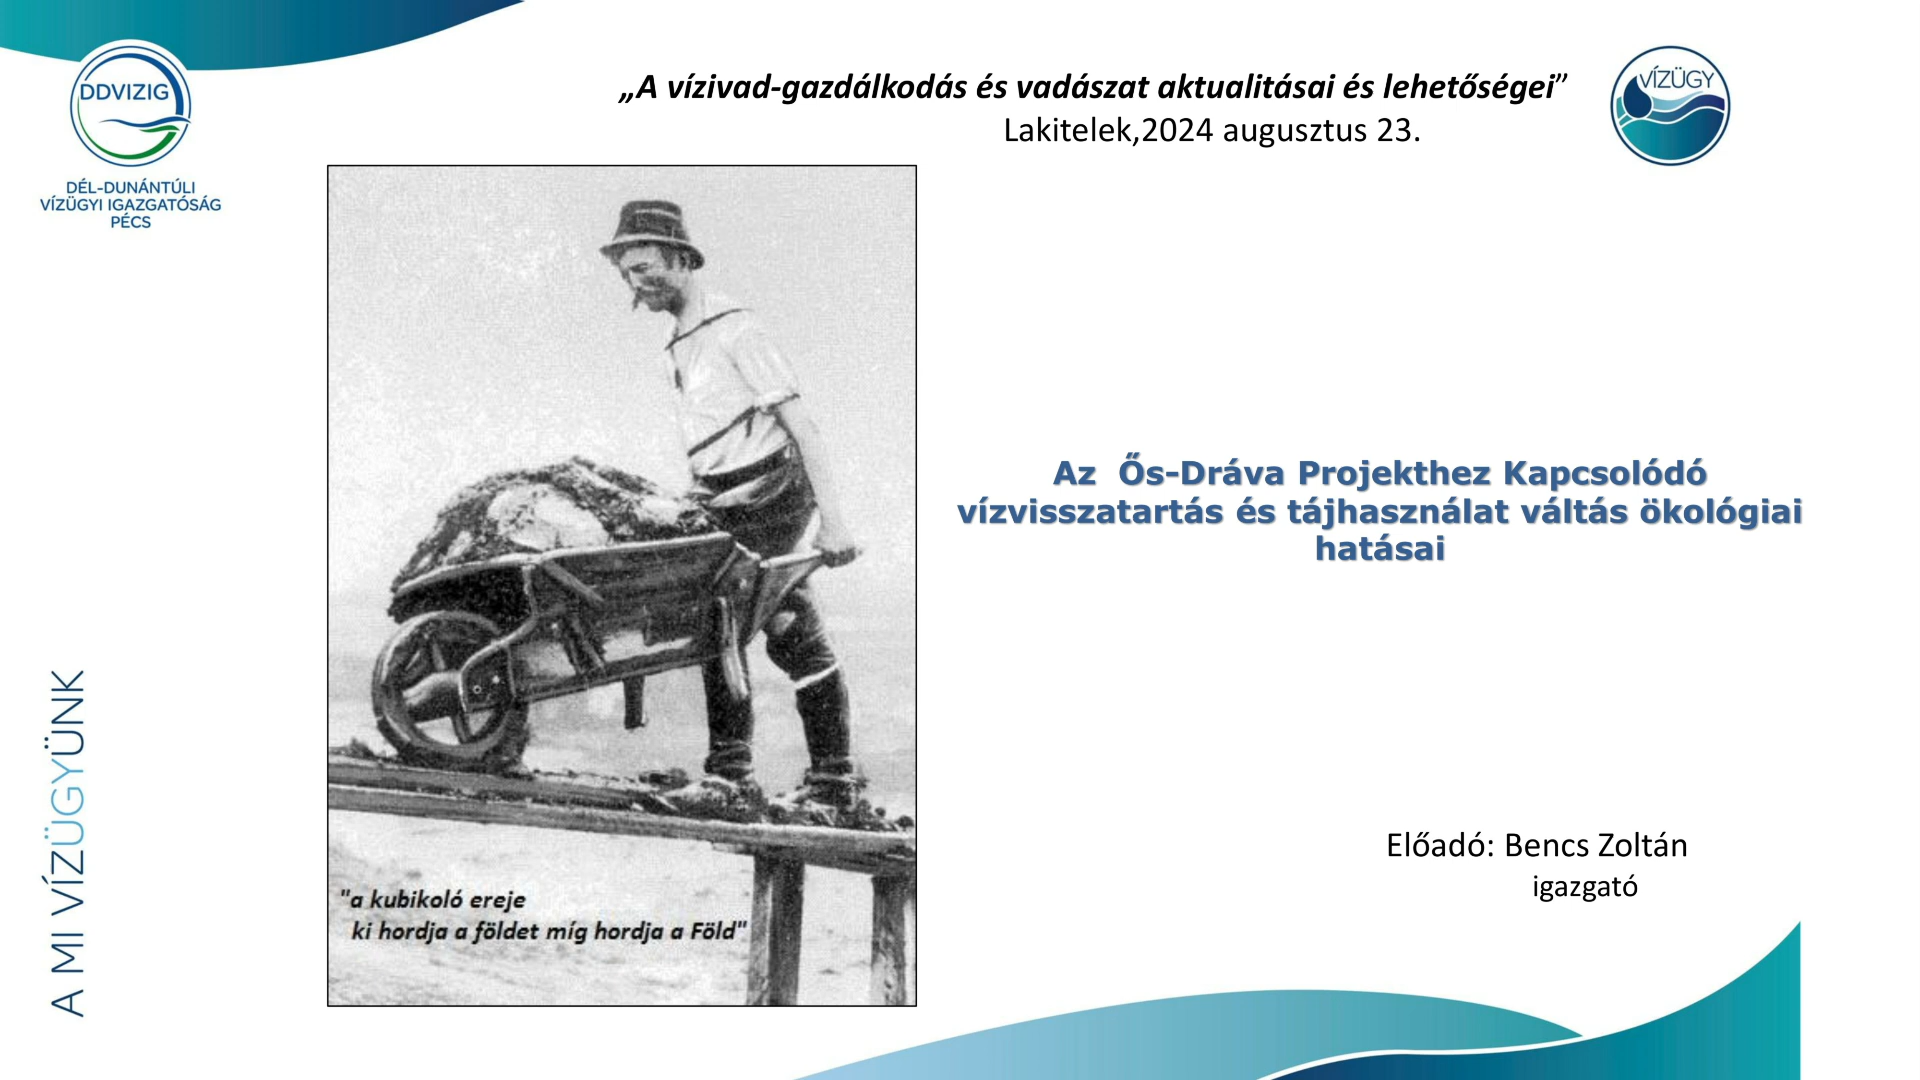 DDVIZIG
DÉL-DUNÁNTÚLI
VÍZÜGYI IGAZGATÓSÁG
PÉCS
„A vízivad-gazdálkodás és vadászat aktualitásai és lehetőségei”
Lakitelek,2024 augusztus 23.
VÍZÜGY
Az  Ős-Dráva Projekthez Kapcsolódó
vízvisszatartás és tájhasználat váltás ökológiai
hatásai
Előadó: Bencs Zoltán
igazgató
"a kubikoló ereje
ki hordja a földet míg hordja a Föld"
A MI VÍZÜGYÜNK